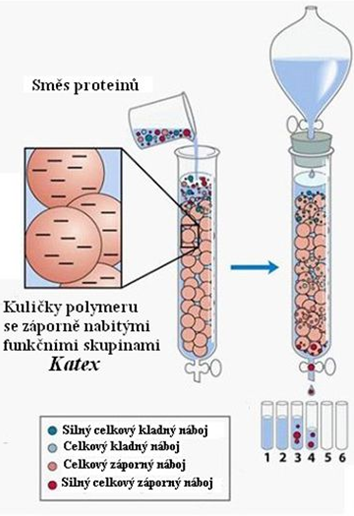 Směs proteinů
Kuličky polymeru
se záporně nabitými
funkčními skupinami
Katex
Silný celkový kladný náboj
Celkový kladný náboj
Celkový záporný náboj
Silný celkový záporný náboj
1 2 3 4 5 6